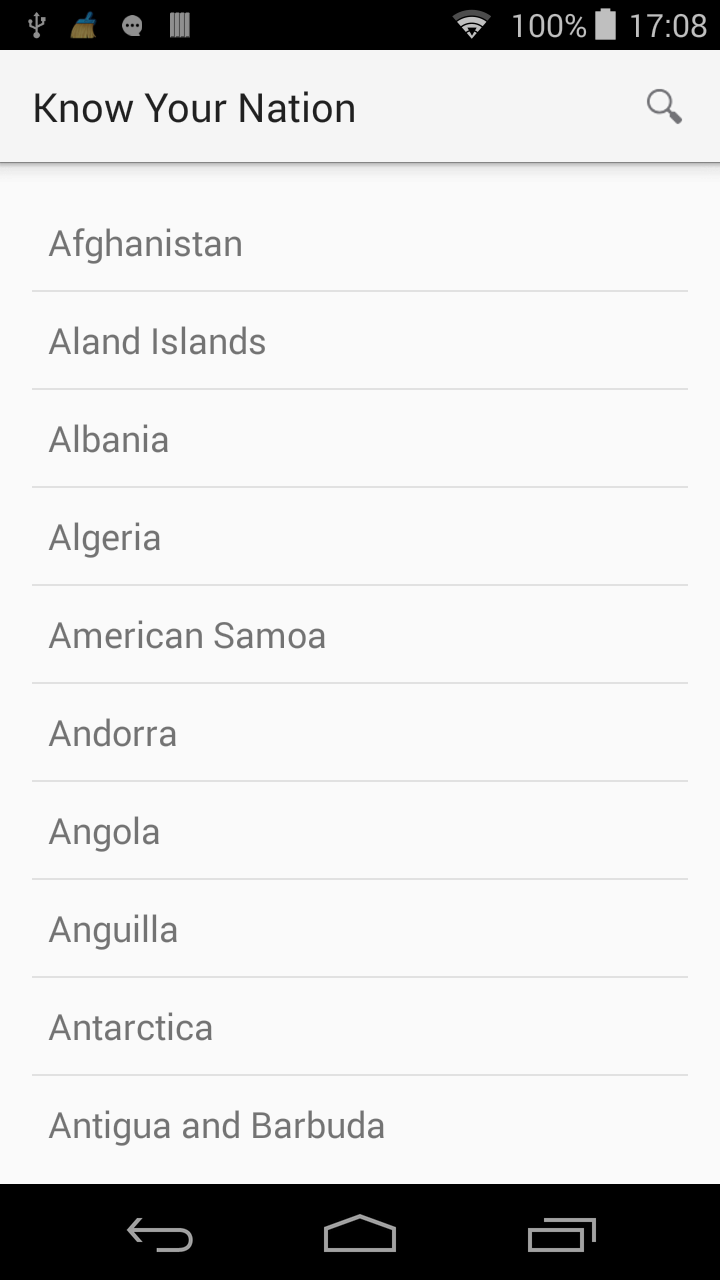 100% 17:08
Know Your Nation
Afghanistan
Aland Islands
Albania
Algeria
American Samoa
Andorra
Angola
Anguilla
Antarctica
Antigua and Barbuda